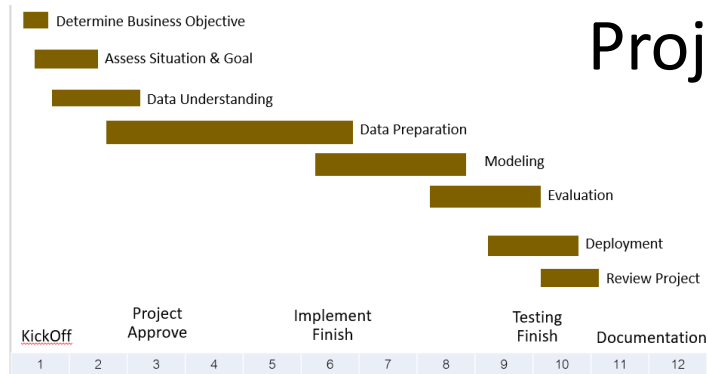 Proj
Determine Business Objective
Assess Situation & Goal
Data Understanding
Data Preparation
Modeling
Evaluation
Deployment
Review Project
KickOff
Project
Approve
Implement
Finish
Testing
Finish
Documentation
1 2 3 4 5 6 7 8 9 10 11 12